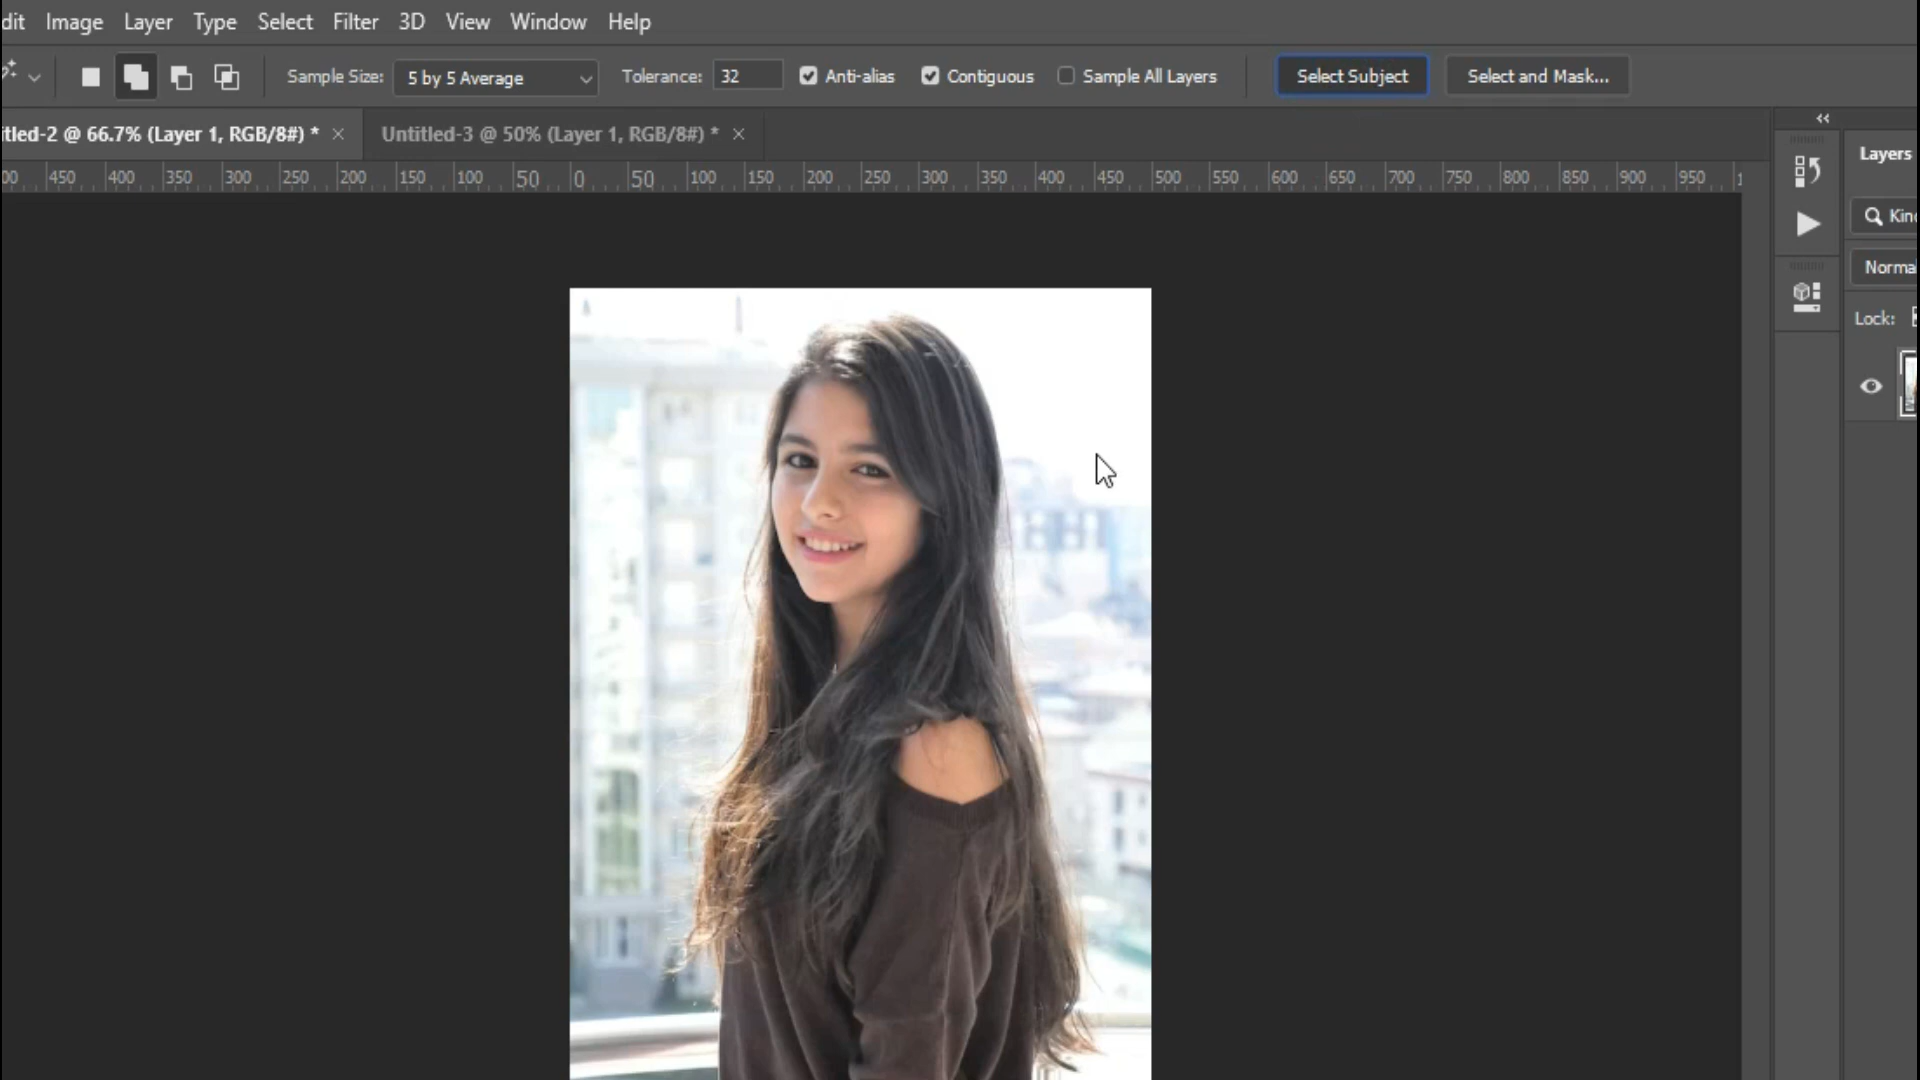 dit Image Layer Type Select Filter 3D View Window Help
Sample Size: 5 by 5 Average Tolerance: 32 Anti-alias Contiguous Sample All Layers Select Subject Select and Mask...
itled-2 @ 66.7% (Layer 1, RGB/8#) * × Untitled-3 @ 50% (Layer 1, RGB/8#) * ×
00 450 400 350 300 250 200 150 100 50 0 50 100 150 200 250 300 350 400 450 500 550 600 650 700 750 800 850 900 950 1
Layers
Kind
Norma
Lock: